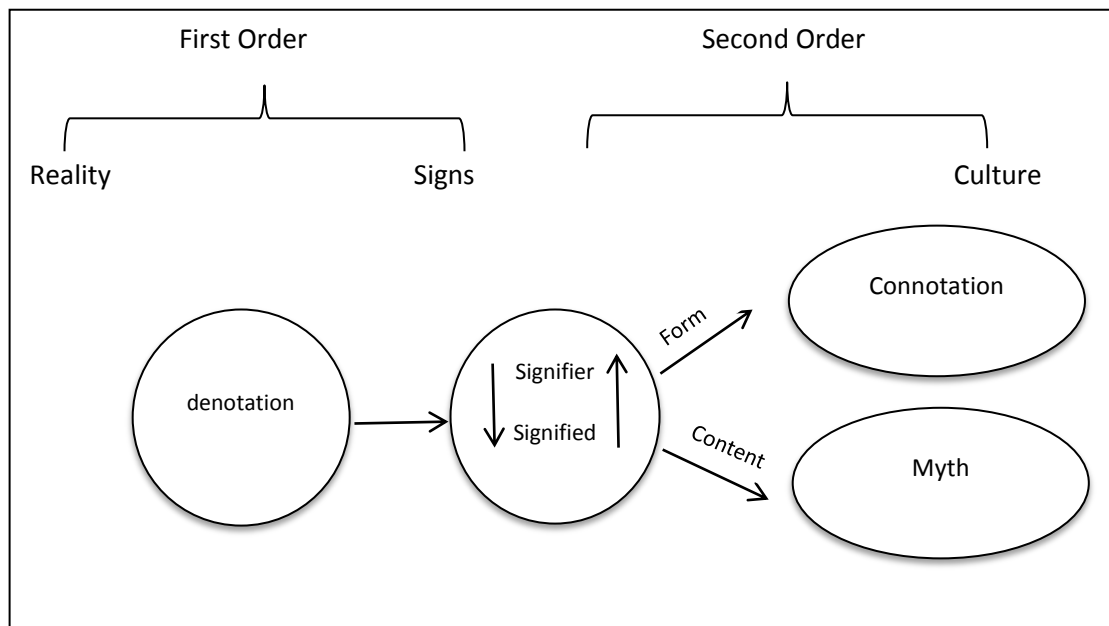 First Order
Second Order
Reality
Signs
Culture
Connotation
Form
Signifier
denotation
Signified
Content
Myth